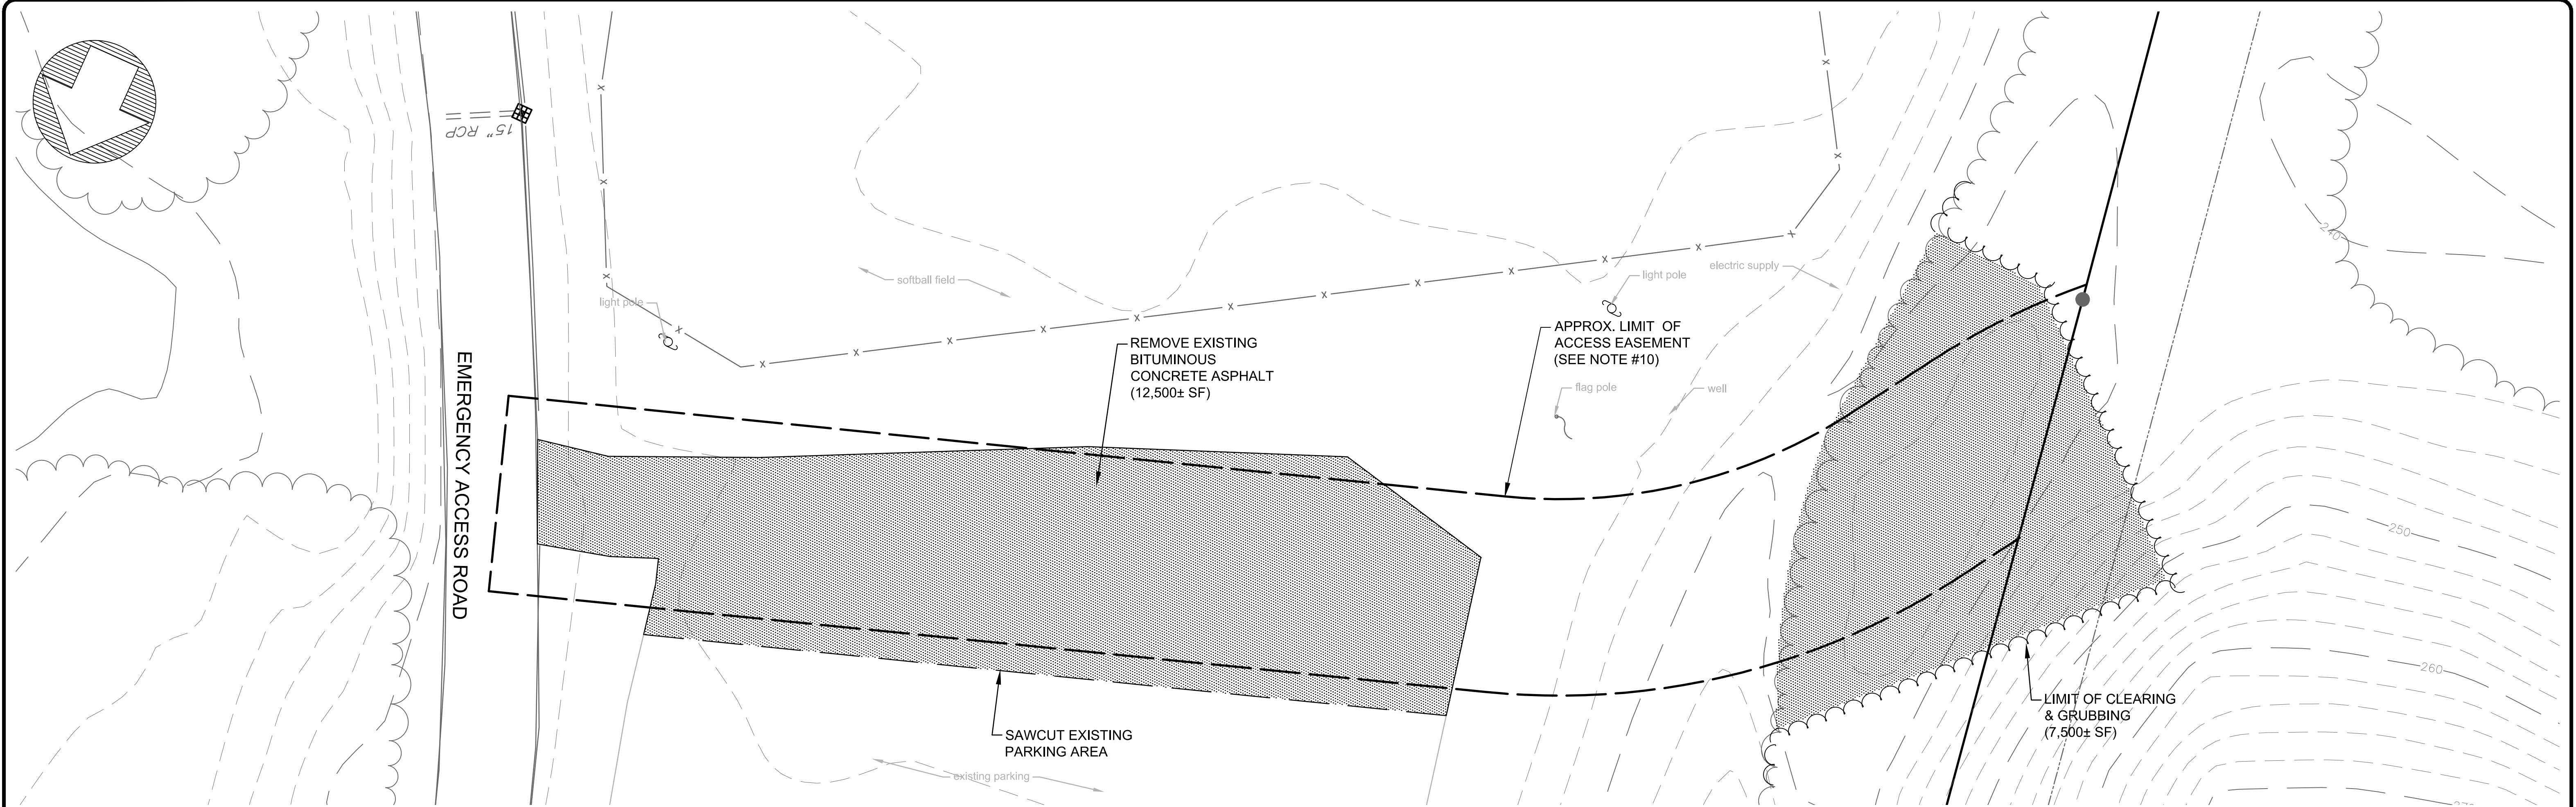 15" RCP
N
240
softball field
light pole
electric supply
light pole
EMERGENCY ACCESS ROAD
REMOVE EXISTING
BITUMINOUS
CONCRETE ASPHALT
(12,500± SF)
APPROX. LIMIT OF
ACCESS EASEMENT
(SEE NOTE #10)
flag pole
well
250
260
LIMIT OF CLEARING
& GRUBBING
(7,500± SF)
SAWCUT EXISTING
PARKING AREA
existing parking